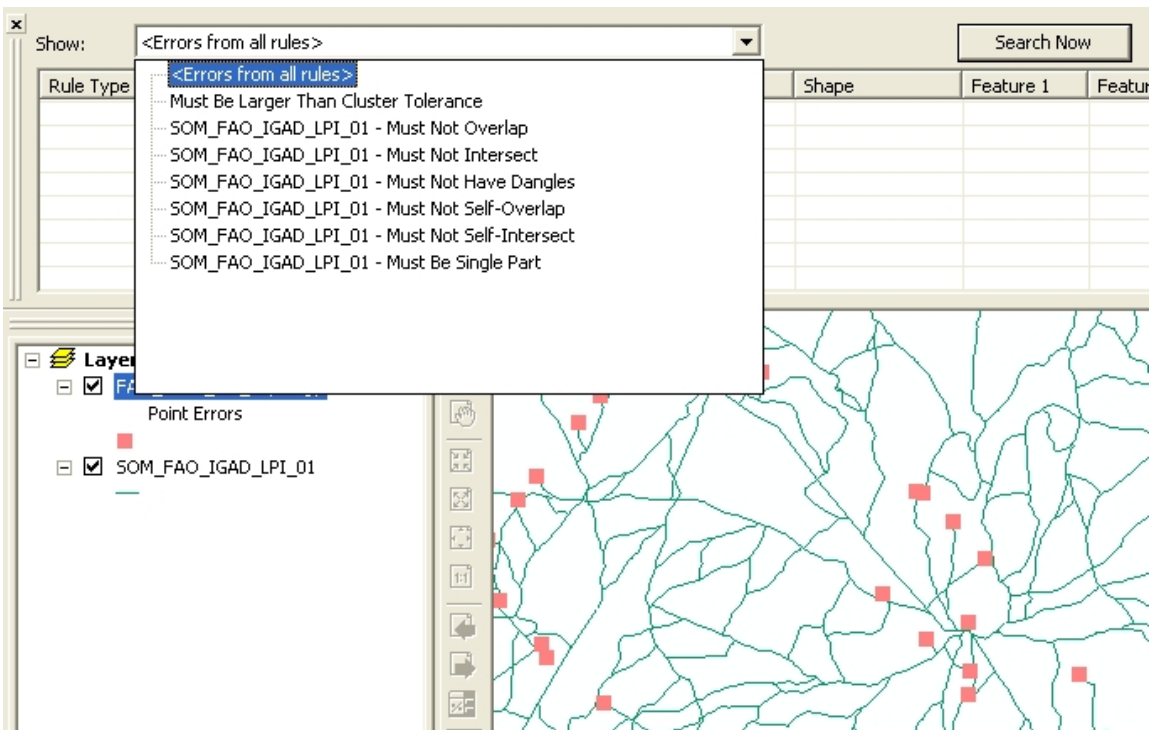 Show:
<Errors from all rules>
Search Now
Rule Type
Shape
Feature 1
<Errors from all rules>
Must Be Larger Than Cluster Tolerance
SOM_FAO_IGAD_LPI_01 - Must Not Overlap
SOM_FAO_IGAD_LPI_01 - Must Not Intersect
SOM_FAO_IGAD_LPI_01 - Must Not Have Dangles
SOM_FAO_IGAD_LPI_01 - Must Not Self-Overlap
SOM_FAO_IGAD_LPI_01 - Must Not Self-Intersect
SOM_FAO_IGAD_LPI_01 - Must Be Single Part
Point Errors
SOM_FAO_IGAD_LPI_01
1:1